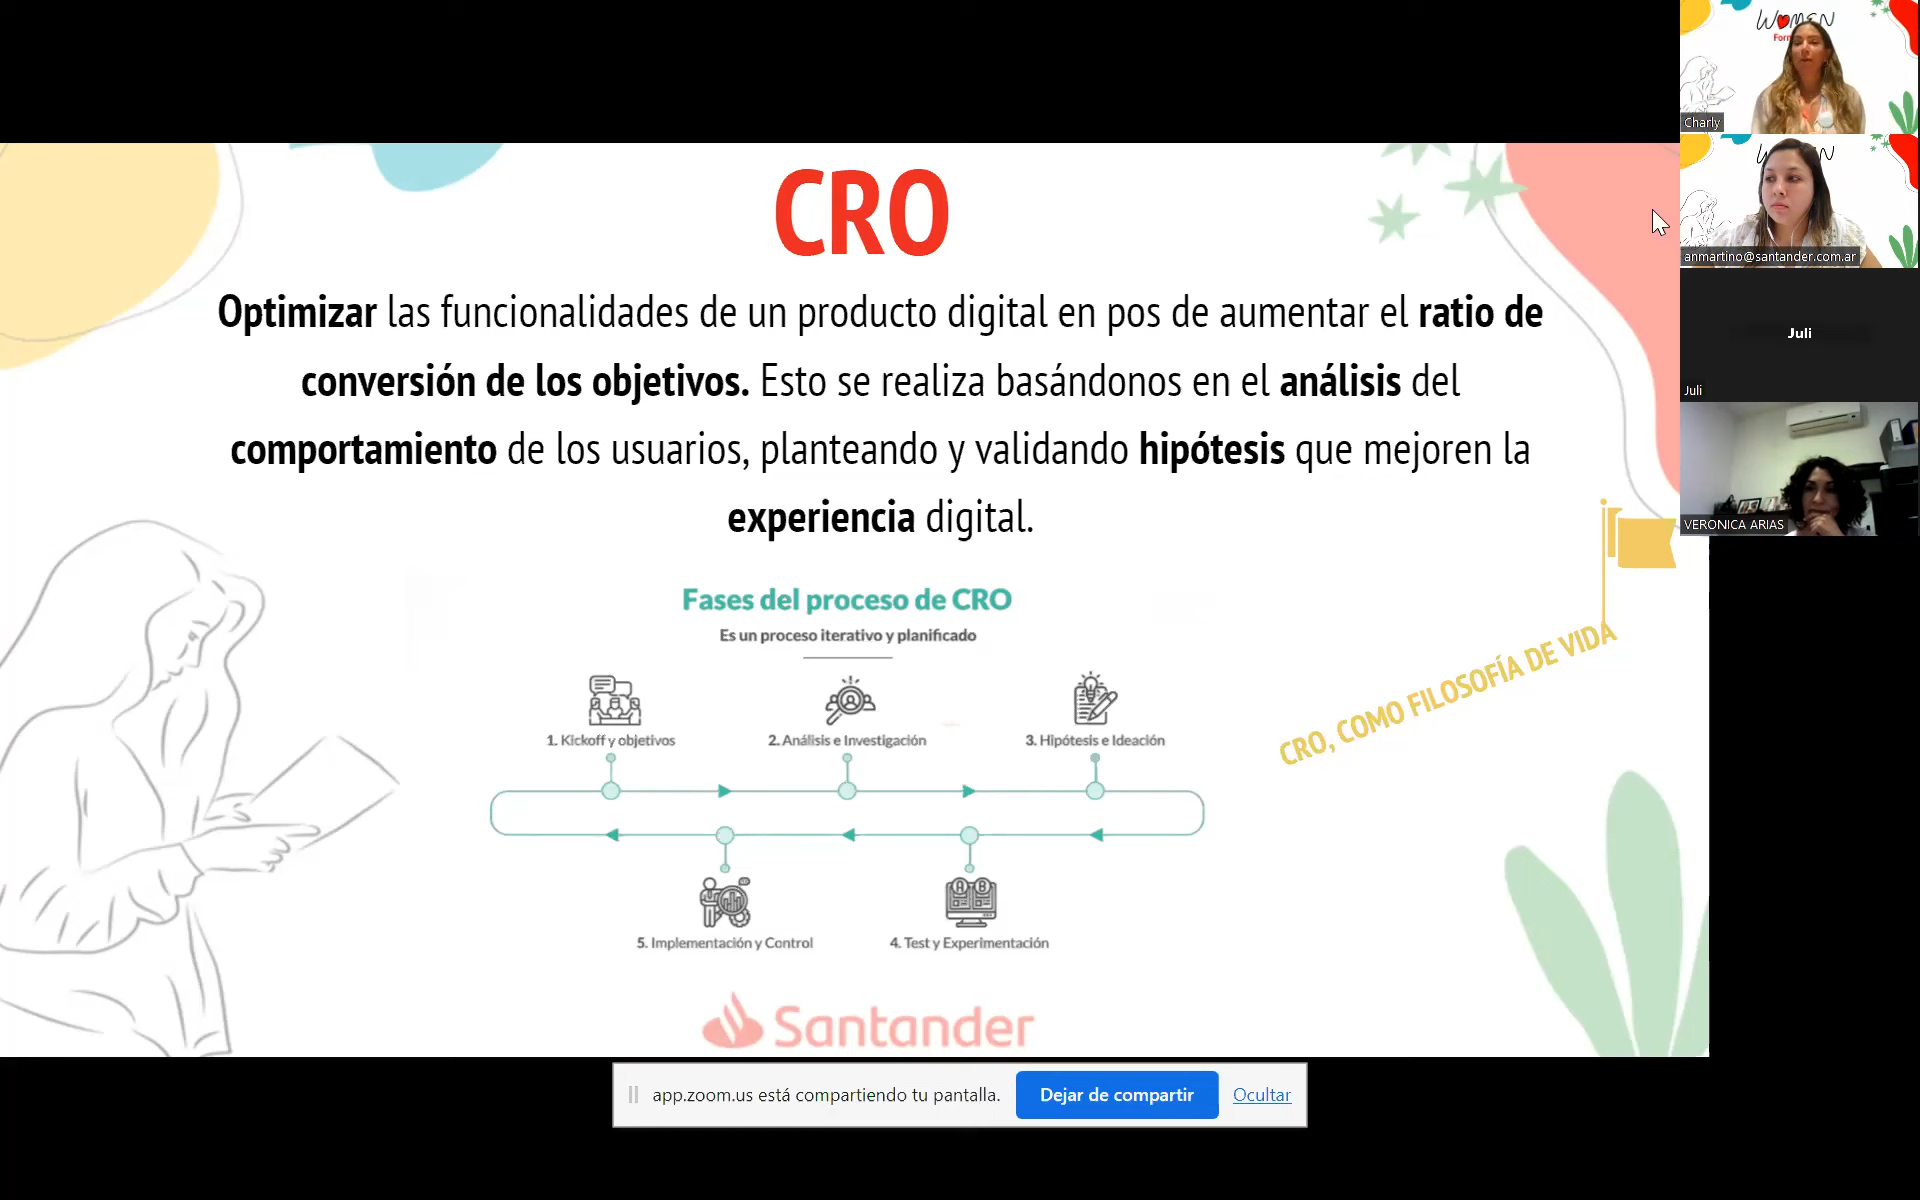 CRO
Optimizar las funcionalidades de un producto digital en pos de aumentar el ratio de
conversión de los objetivos. Esto se realiza basándonos en el análisis del
comportamiento de los usuarios, planteando y validando hipótesis que mejoren la
experiencia digital.
Fases del proceso de CRO
Es un proceso iterativo y planificado
1. Kickoff y objetivos
2. Análisis e Investigación
3. Hipótesis e Ideación
5. Implementación y Control
4. Test y Experimentación
CRO, COMO FILOSOFÍA DE VIDA
Santander
app.zoom.us está compartiendo tu pantalla.
Dejar de compartir
Ocultar
WOMEN
Charly
anmartino@santander.com.ar
Juli
Juli
VERONICA ARIAS